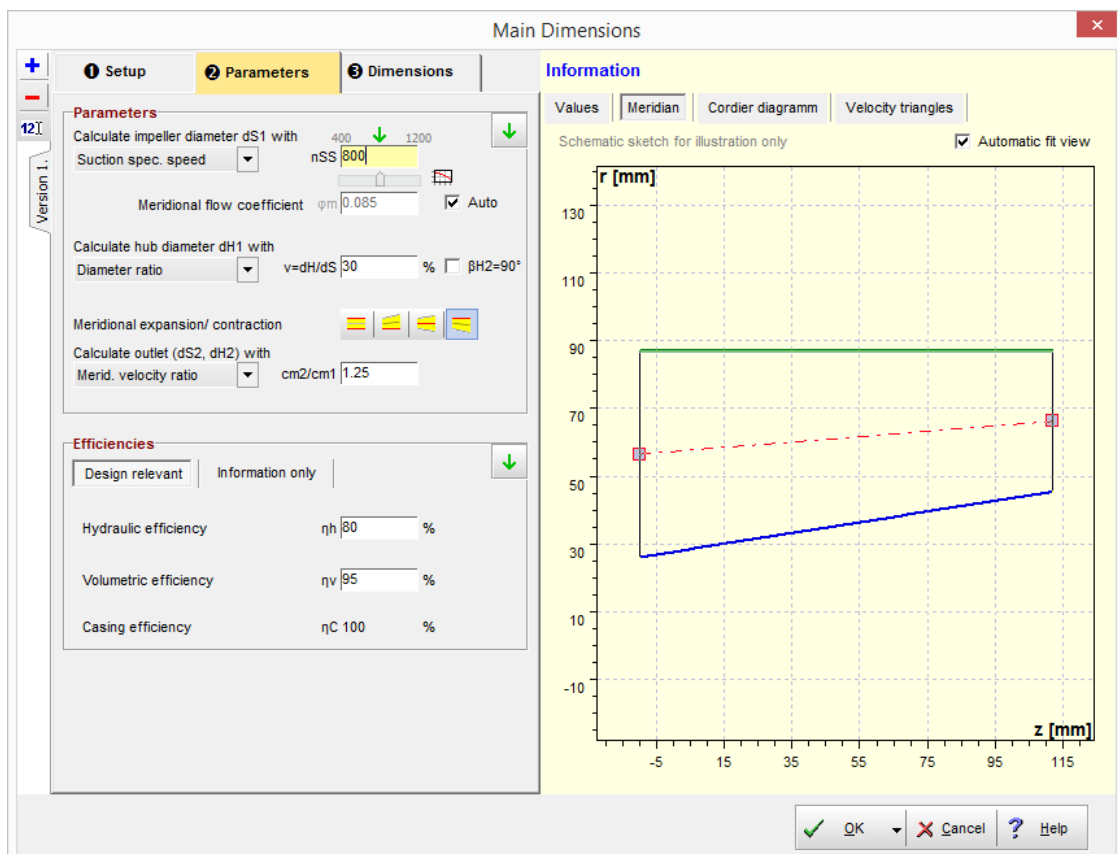 Main Dimensions
12
Version 1.
❶ Setup
❷ Parameters
❸ Dimensions
Parameters
Calculate impeller diameter dS1 with
400
1200
Suction spec. speed
nSS 800
Meridional flow coefficient φm 0.085 Auto
Calculate hub diameter dH1 with
Diameter ratio
ν=dH/dS 30 % βH2=90°
Meridional expansion/ contraction
Calculate outlet (dS2, dH2) with
Merid. velocity ratio
cm2/cm1 1.25
Efficiencies
Design relevant
Information only
Hydraulic efficiency ηh 80 %
Volumetric efficiency ηv 95 %
Casing efficiency ηC 100 %
Information
Values
Meridian
Cordier diagramm
Velocity triangles
Schematic sketch for illustration only
Automatic fit view
r [mm]
130
110
90
70
50
30
10
-10
z [mm]
-5 15 35 55 75 95 115
OK
Cancel
? Help